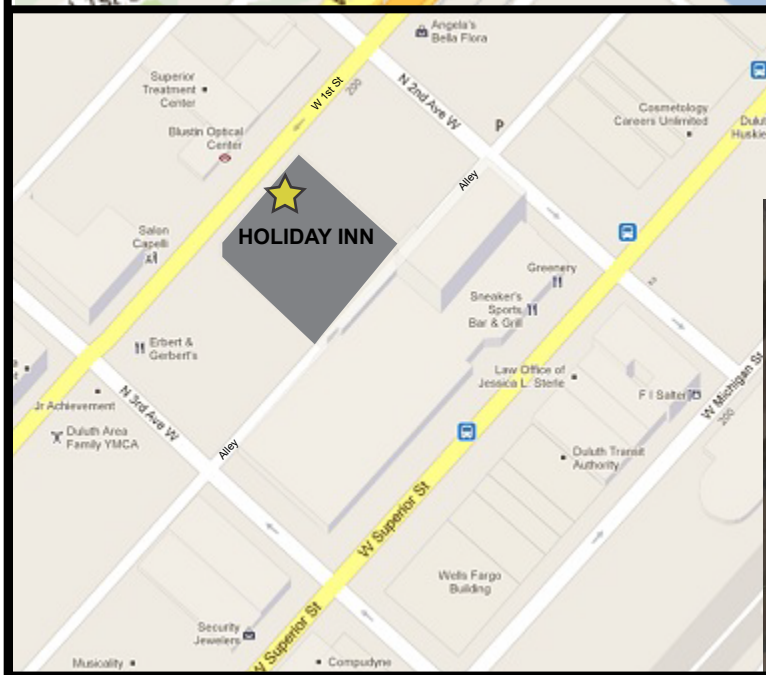 Angela's
Bella Flora
Superior
Treatment
Center
W 1st St
200
N 2nd Ave W
Cosmetology
Careers Unlimited
P
Blustin Optical
Center
Alley
HOLIDAY INN
Salon
Capelli
Greenery
Sneaker's
Sports
Bar & Grill
Erbert &
Gerbert's
Law Office of
Jessica L. Sterle
F I Salter
W Michigan St
200
Jr Achievement
N 3rd Ave W
Duluth Area
Family YMCA
Alley
Duluth Transit
Authority
W Superior St
Wells Fargo
Building
Security
Jewelers
W Superior St
Musicality
Compudyne